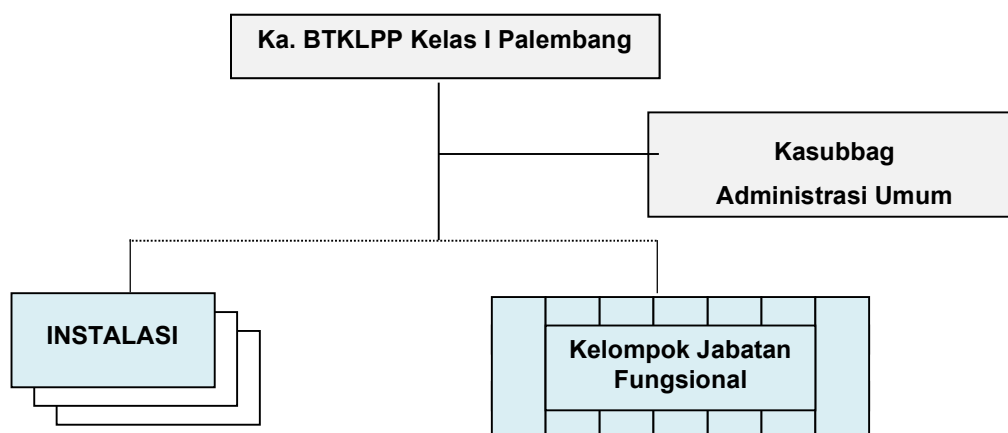 Ka. BTKLPP Kelas I Palembang
Kasubbag
Administrasi Umum
INSTALASI
Kelompok Jabatan
Fungsional